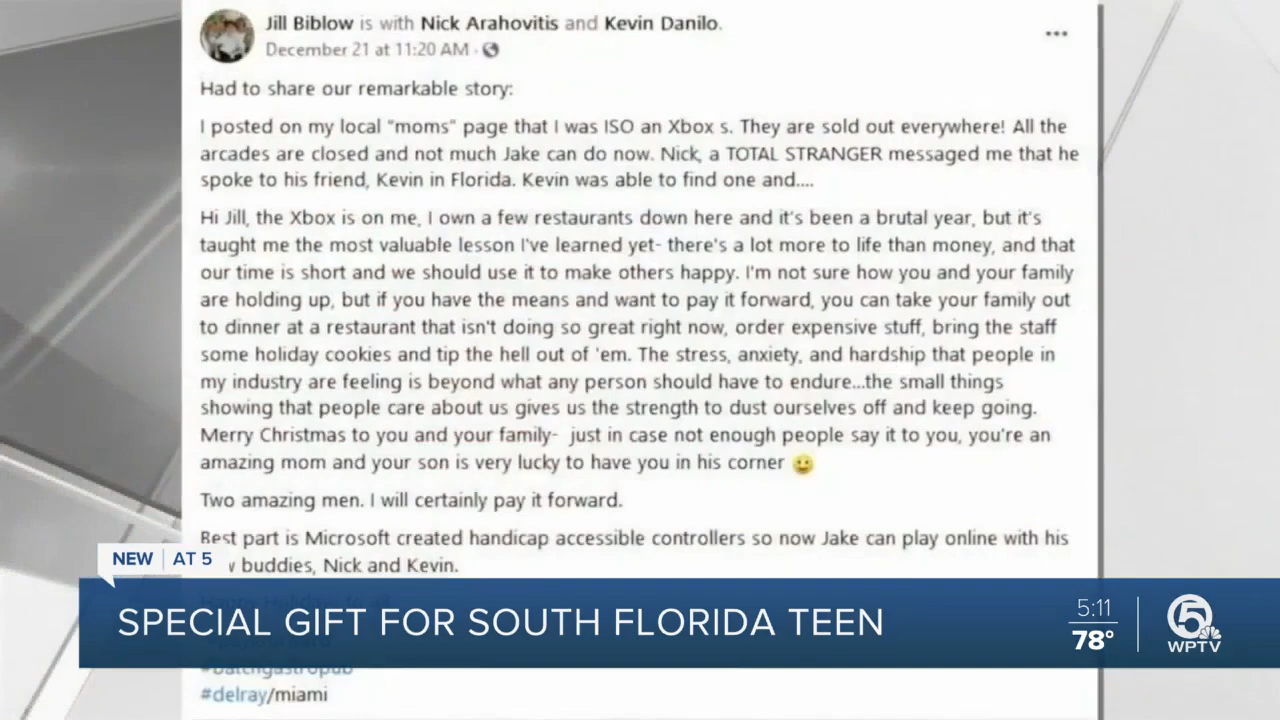 Jill Biblow is with Nick Arahovitis and Kevin Danilo.
December 21 at 11:20 AM ·
Had to share our remarkable story:
I posted on my local "moms" page that I was ISO an Xbox s. They are sold out everywhere! All the
arcades are closed and not much Jake can do now. Nick, a TOTAL STRANGER messaged me that he
spoke to his friend, Kevin in Florida. Kevin was able to find one and....
Hi Jill, the Xbox is on me, I own a few restaurants down here and it's been a brutal year, but it's
taught me the most valuable lesson I've learned yet- there's a lot more to life than money, and that
our time is short and we should use it to make others happy. I'm not sure how you and your family
are holding up, but if you have the means and want to pay it forward, you can take your family out
to dinner at a restaurant that isn't doing so great right now, order expensive stuff, bring the staff
some holiday cookies and tip the hell out of 'em. The stress, anxiety, and hardship that people in
my industry are feeling is beyond what any person should have to endure...the small things
showing that people care about us gives us the strength to dust ourselves off and keep going.
Merry Christmas to you and your family- just in case not enough people say it to you, you're an
amazing mom and your son is very lucky to have you in his corner
Two amazing men. I will certainly pay it forward.
Best part is Microsoft created handicap accessible controllers so now Jake can play online with his
buddies, Nick and Kevin.
NEW | AT 5
SPECIAL GIFT FOR SOUTH FLORIDA TEEN
5:11
78°
5
WPTV
#batchgastropub
#delray/miami